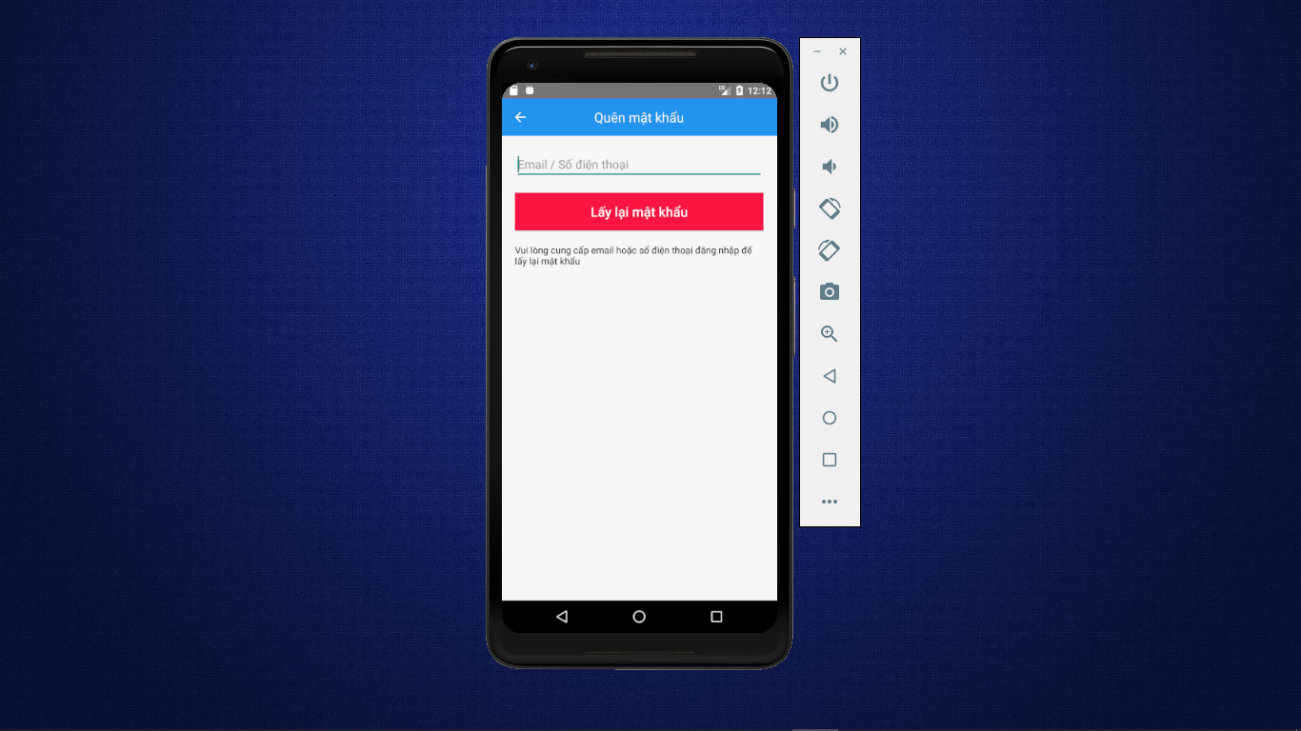 12:12
Quên mật khẩu
Email / Số điện thoại
Lấy lại mật khẩu
Vui lòng cung cấp email hoặc số điện thoại đăng nhập để
lấy lại mật khẩu